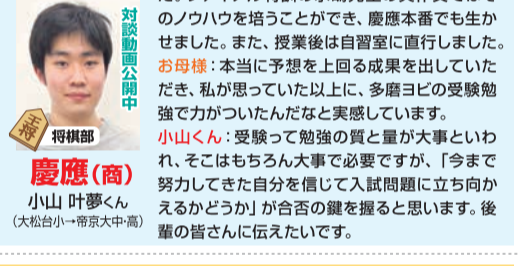 対談動画公開中
王将
将棋部
慶應(商)
小山 叶夢くん
(大松台小→帝京大中・高)
のノウハウを培うことができ、慶應本番でも生か
せました。また、授業後は自習室に直行しました。
お母様：本当に予想を上回る成果を出していた
だき、私が思っていた以上に、多磨ヨビの受験勉
強で力がついたんだなと実感しています。
小山くん：受験って勉強の質と量が大事といわ
れ、そこはもちろん大事で必要ですが、「今まで
努力してきた自分を信じて入試問題に立ち向か
えるかどうか」が合否の鍵を握ると思います。後
輩の皆さんに伝えたいです。